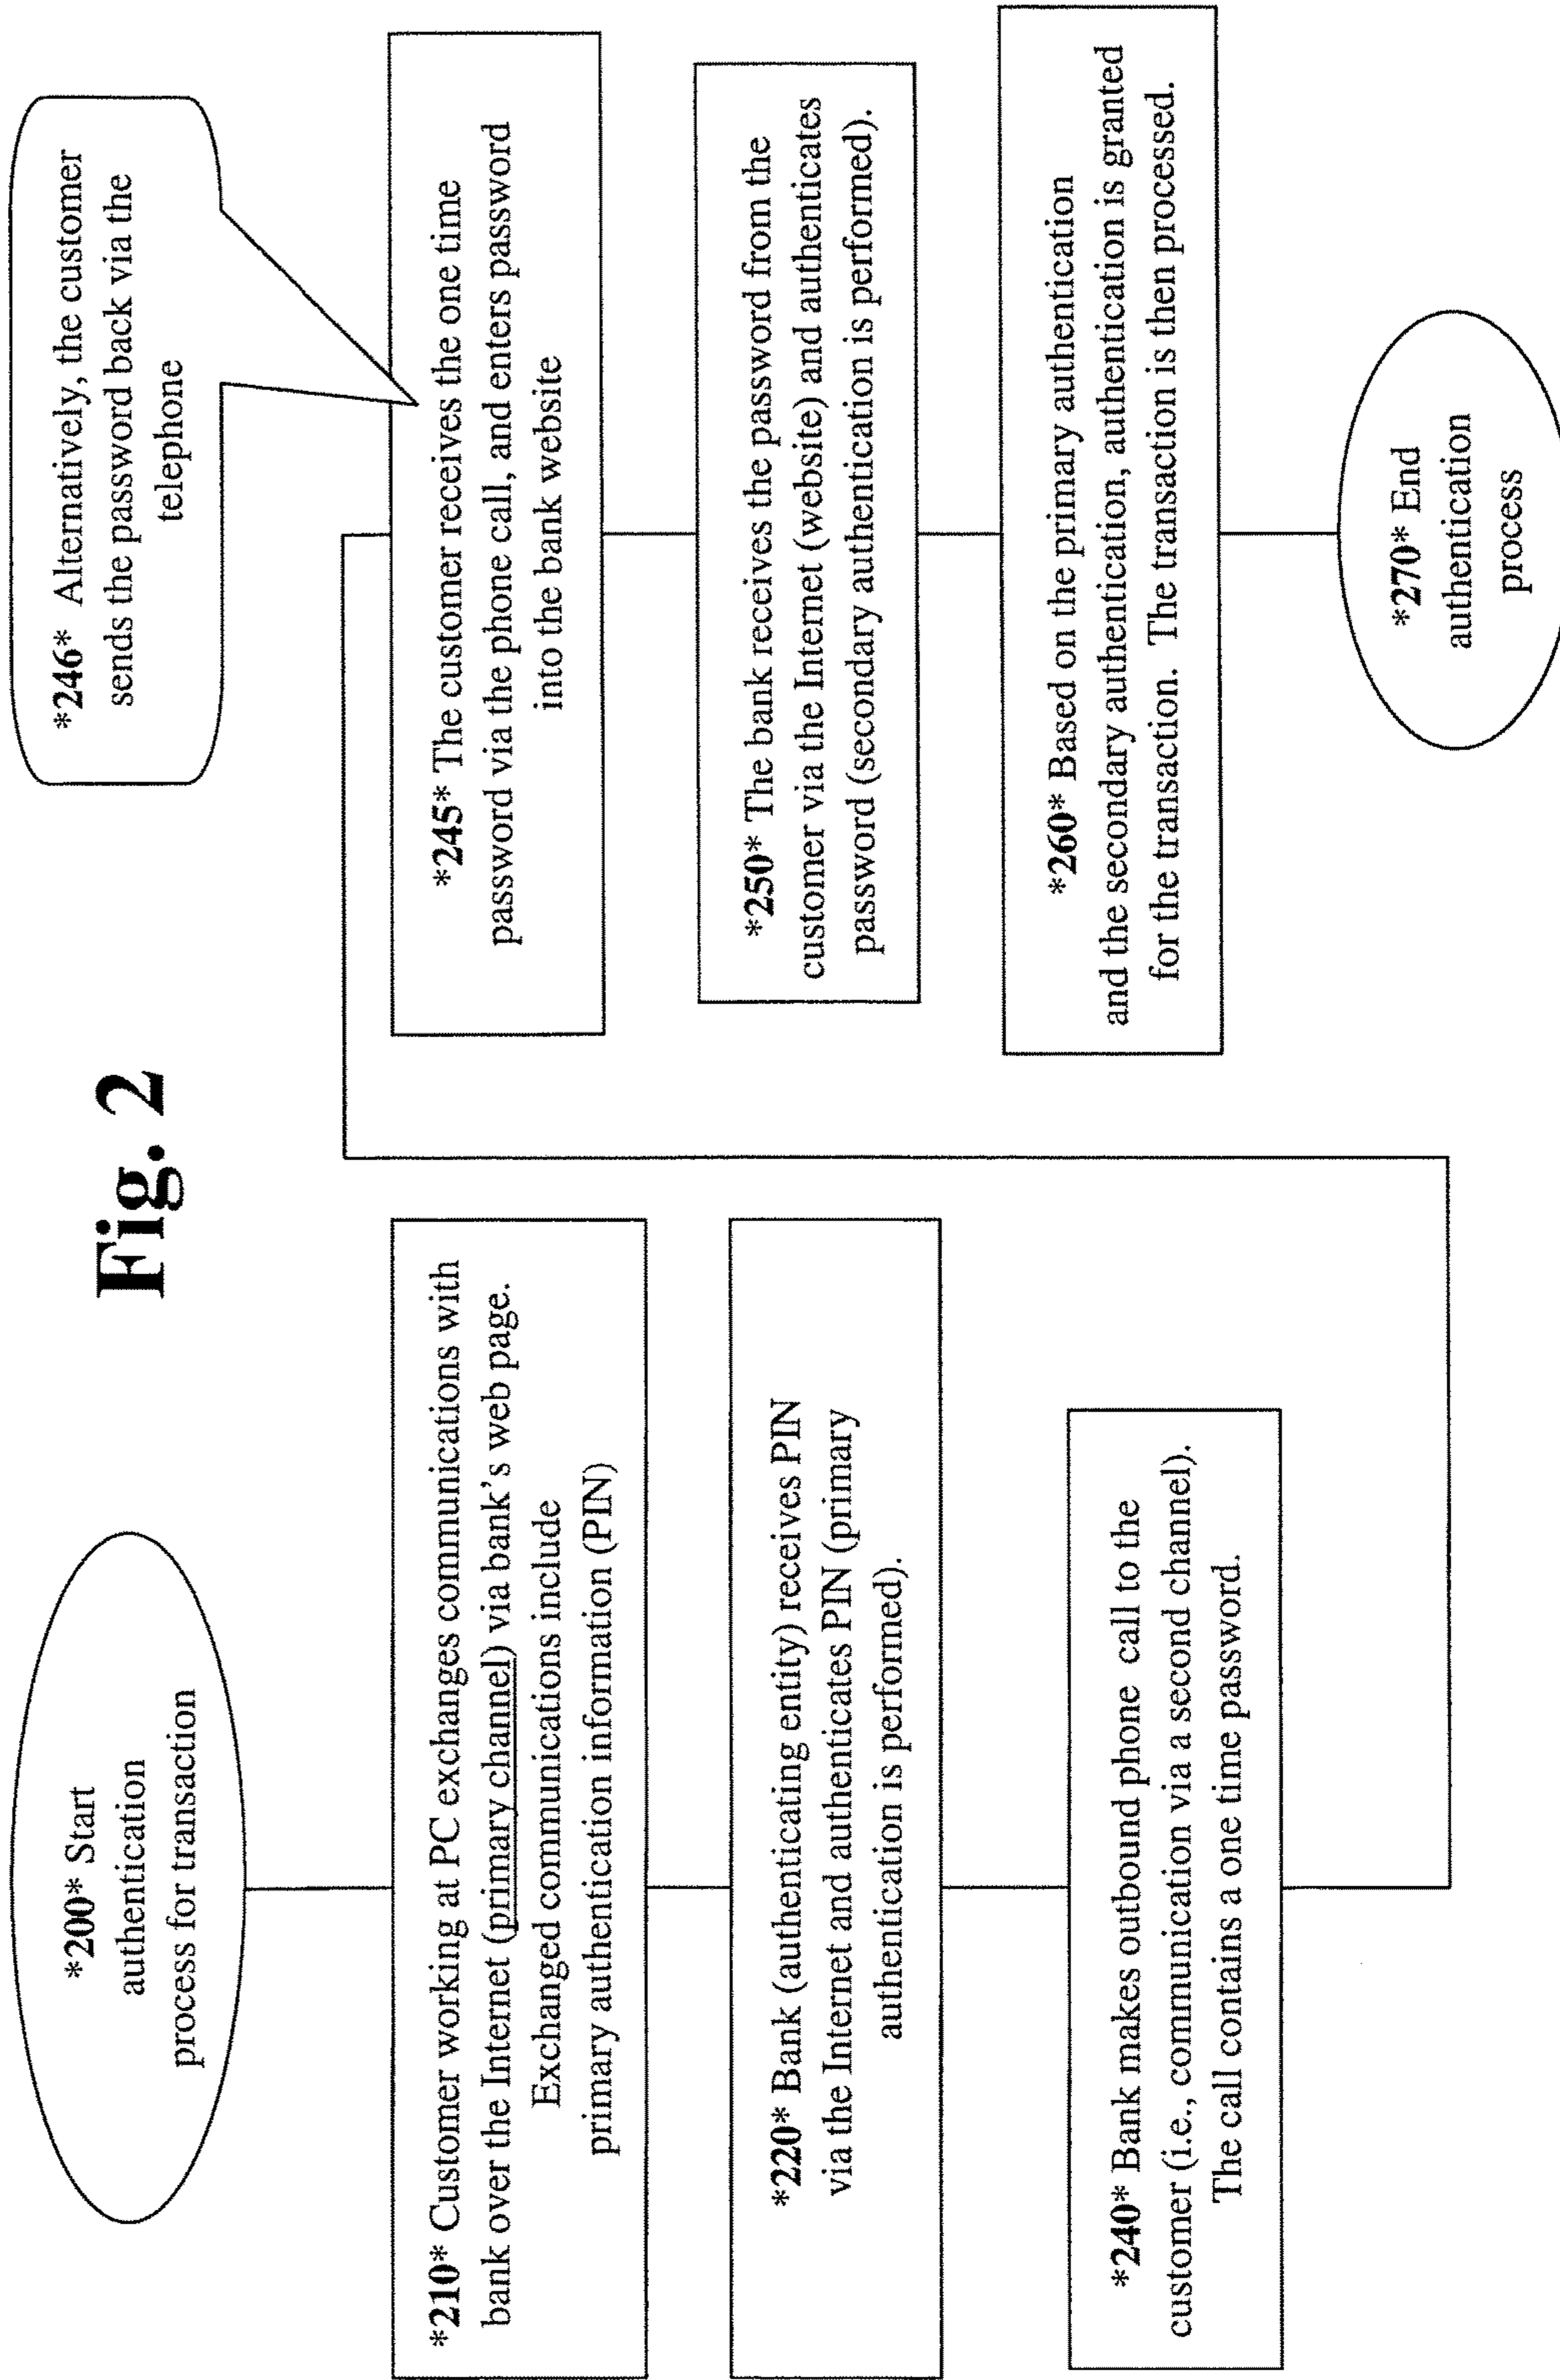 Fig. 2
*200* Start
authentication
process for transaction
*210* Customer working at PC exchanges communications with
bank over the Internet (primary channel) via bank's web page.
Exchanged communications include
primary authentication information (PIN)
*220* Bank (authenticating entity) receives PIN
via the Internet and authenticates PIN (primary
authentication is performed).
*240* Bank makes outbound phone call to the
customer (i.e., communication via a second channel).
The call contains a one time password.
*246* Alternatively, the customer
sends the password back via the
telephone
*245* The customer receives the one time
password via the phone call, and enters password
into the bank website
*250* The bank receives the password from the
customer via the Internet (website) and authenticates
password (secondary authentication is performed).
*260* Based on the primary authentication
and the secondary authentication, authentication is granted
for the transaction. The transaction is then processed.
*270* End
authentication
process